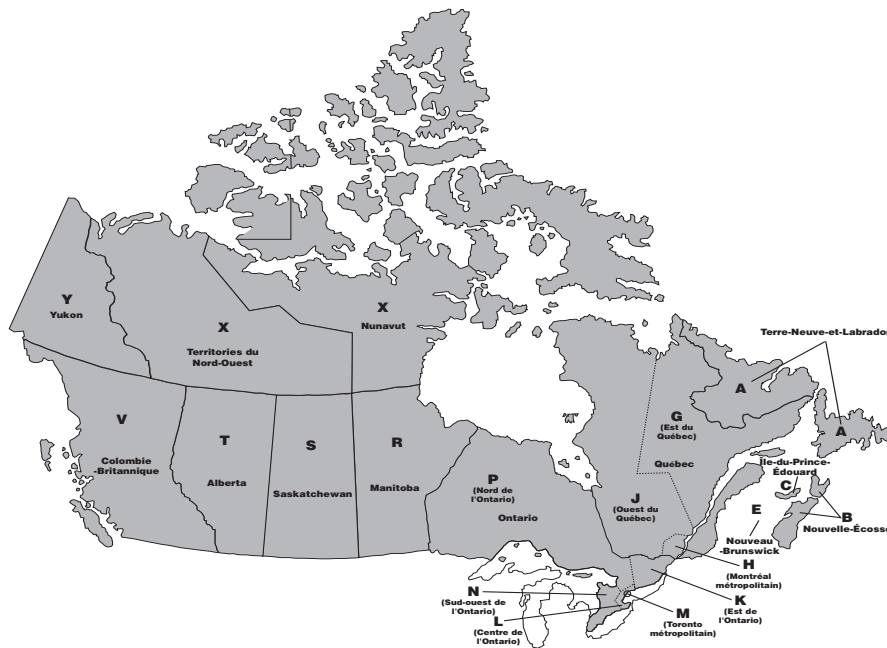 Y
Yukon
X
Territories du
Nord-Ouest
X
Nunavut
Terre-Neuve-et-Labrador
A
A
V
Colombie
-Britannique
T
Alberta
S
Saskatchewan
R
Manitoba
P
(Nord de
l'Ontario)
Ontario
G
(Est du
Québec)
Québec
J
(Ouest du
Québec)
Île-du-Prince-
Édouard
C
E
Nouveau
-Brunswick
B
Nouvelle-Écosse
H
(Montréal
métropolitain)
K
(Est de
l'Ontario)
M
(Toronto
métropolitain)
N
(Sud-ouest de
l'Ontario)
L
(Centre de
l'Ontario)